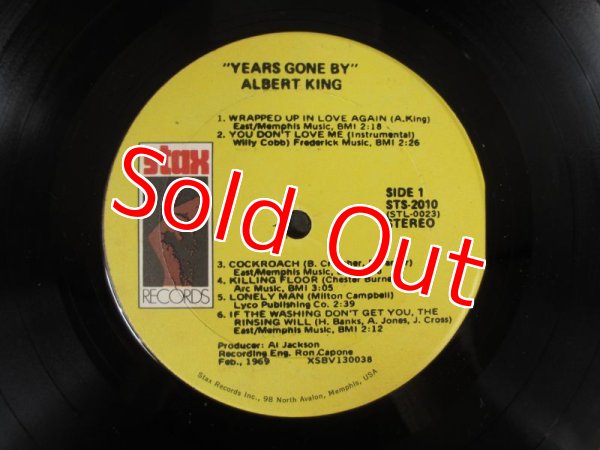 "YEARS GONE BY"
ALBERT KING
1. WRAPPED UP IN LOVE AGAIN (A.King)
East/Memphis Music, BMI 2:18
2. YOU DON'T LOVE ME (Instrumental)
Willy Cobb) Frederick Music, BMI 2:26
stax
RECORDS
SIDE 1
STS-2010
(STL-0023)
STEREO
Sold Out
3. COCKROACH (B.
East/Memphis Music,
4. KILLING FLOOR (Chester
Arc Music, BMI 3:05
5. LONELY MAN (Milton Campbell)
Lyco Publishing Co. 2:39
6. IF THE WASHING DON'T GET YOU, THE
RINSING WILL (H. Banks, A. Jones, J. Cross)
East/Memphis Music, BMI 2:12
Producer: Al Jackson
Recording Eng. Ron Capone
Feb., 1969 XSBV130038
Stax Records Inc., 98 North Avalon, Memphis, USA